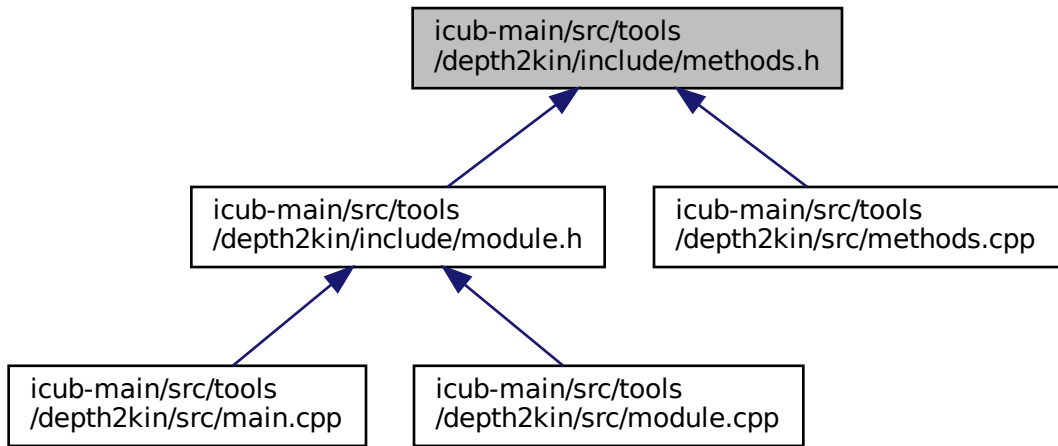 icub-main/src/tools
/depth2kin/include/methods.h
icub-main/src/tools
/depth2kin/include/module.h
icub-main/src/tools
/depth2kin/src/methods.cpp
icub-main/src/tools
/depth2kin/src/main.cpp
icub-main/src/tools
/depth2kin/src/module.cpp